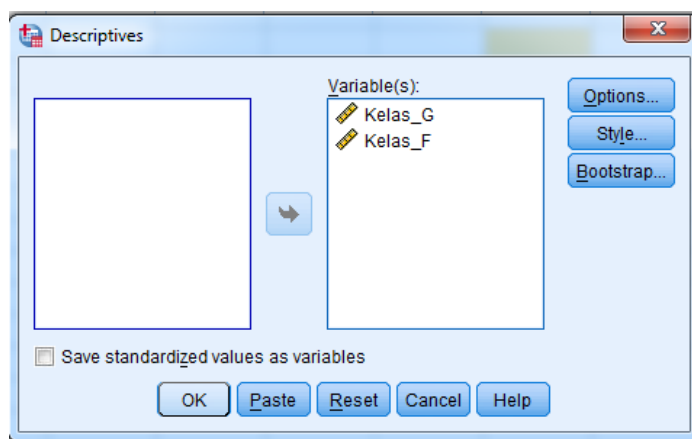 Descriptives
Variable(s):
Kelas_G
Kelas_F
Options...
Style...
Bootstrap...
Save standardized values as variables
OK Paste Reset Cancel Help